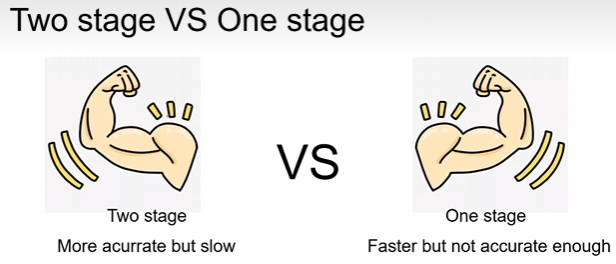 Two stage VS One stage
VS
Two stage
One stage
More acurrate but slow
Faster but not accurate enough